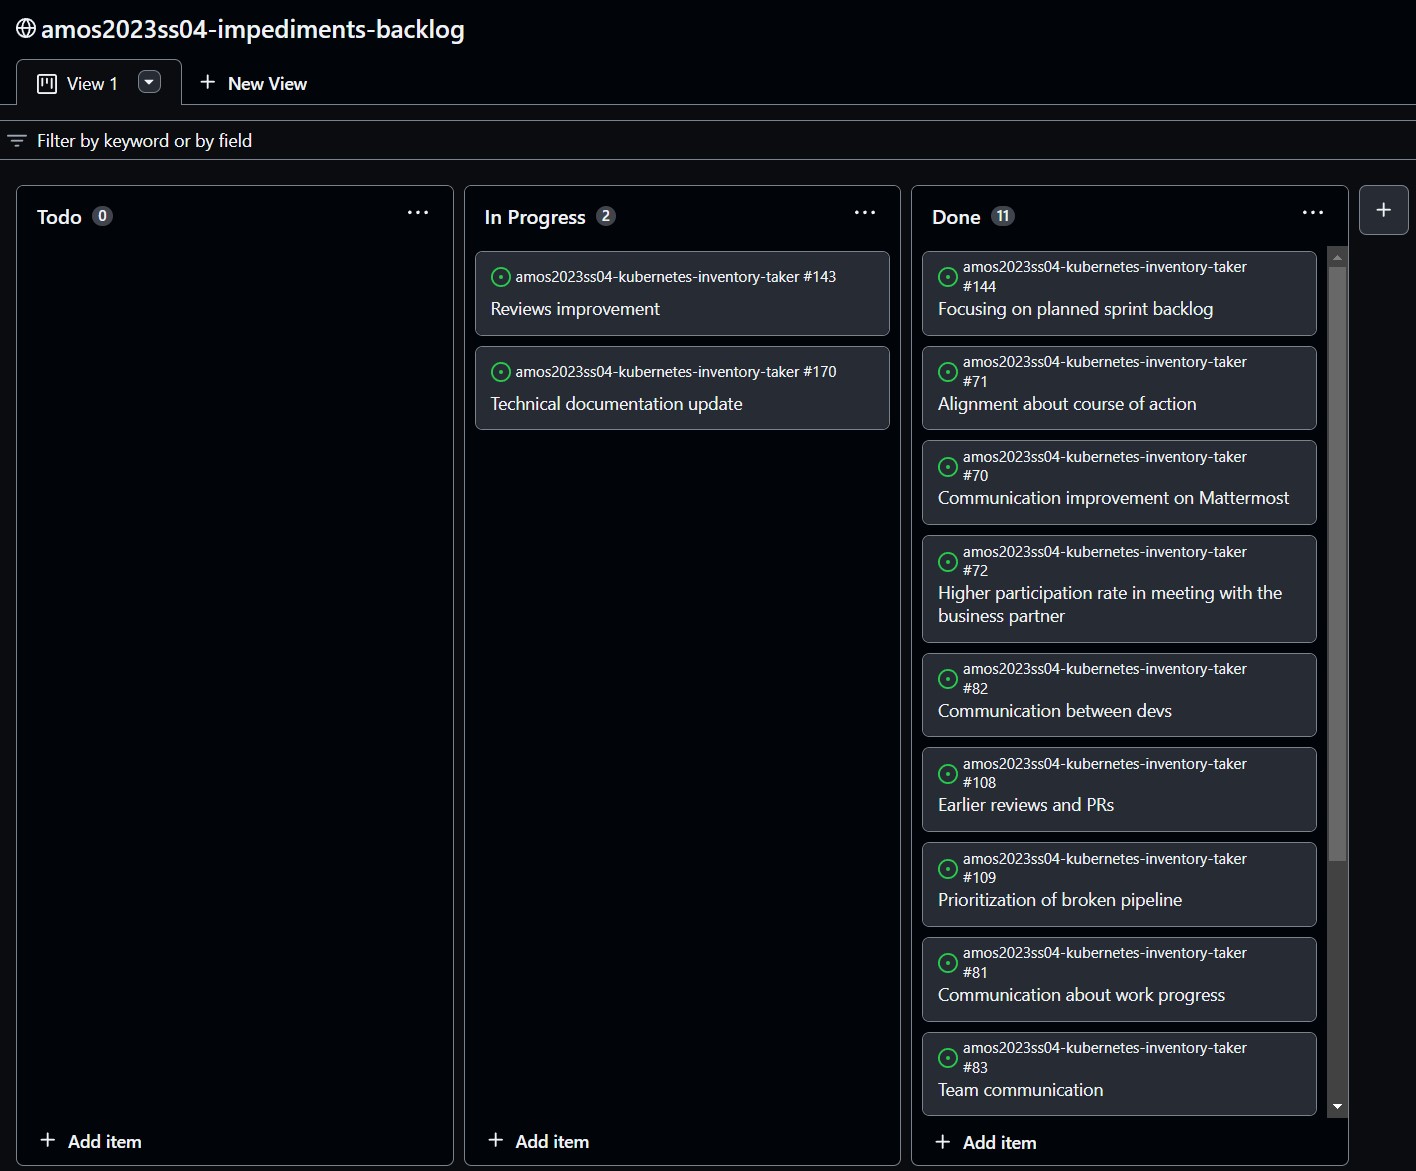 amos2023ss04-impediments-backlog
View 1
New View
Filter by keyword or by field
Todo 0
In Progress 2
amos2023ss04-kubernetes-inventory-taker #143
Reviews improvement
amos2023ss04-kubernetes-inventory-taker #170
Technical documentation update
Done 11
amos2023ss04-kubernetes-inventory-taker
#144
Focusing on planned sprint backlog
amos2023ss04-kubernetes-inventory-taker
#71
Alignment about course of action
amos2023ss04-kubernetes-inventory-taker
#70
Communication improvement on Mattermost
amos2023ss04-kubernetes-inventory-taker
#72
Higher participation rate in meeting with the
business partner
amos2023ss04-kubernetes-inventory-taker
#82
Communication between devs
amos2023ss04-kubernetes-inventory-taker
#108
Earlier reviews and PRs
amos2023ss04-kubernetes-inventory-taker
#109
Prioritization of broken pipeline
amos2023ss04-kubernetes-inventory-taker
#81
Communication about work progress
amos2023ss04-kubernetes-inventory-taker
#83
Team communication
Add item
Add item
Add item